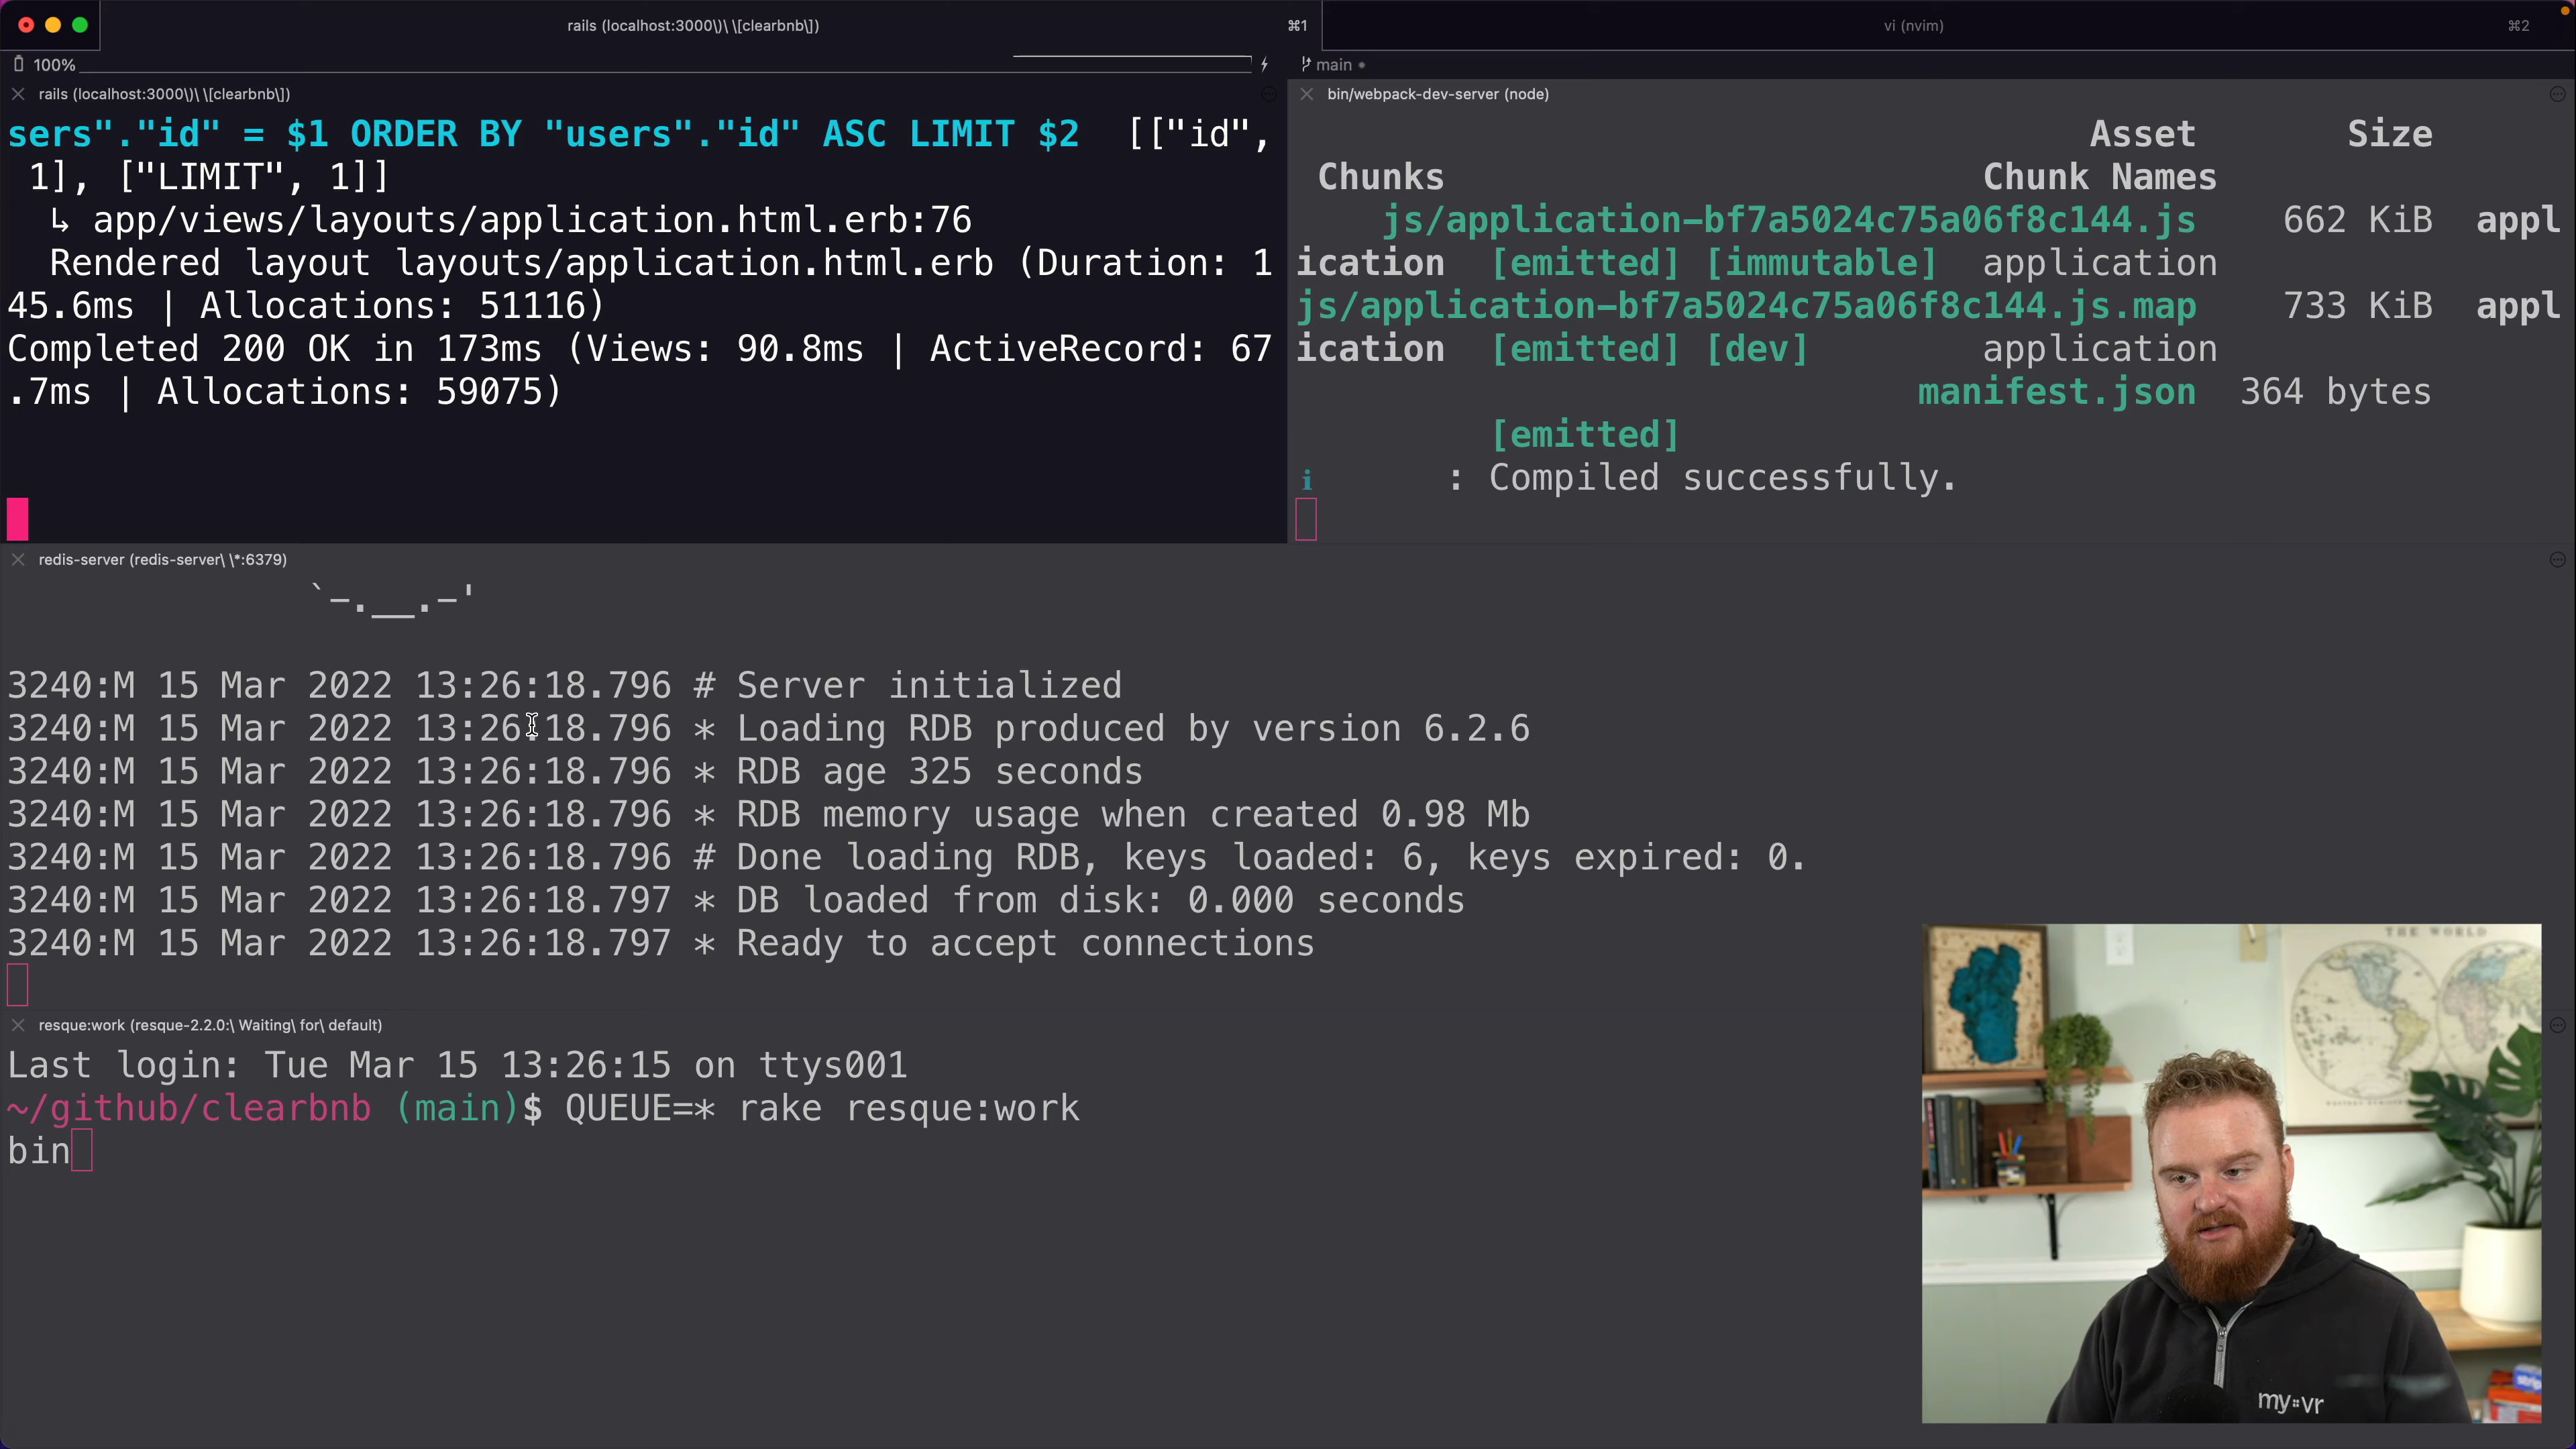 rails (localhost:3000\)\ \[clearbnb\])
⌘1
vi (nvim)
⌘2
100%
main
rails (localhost:3000\)\ \[clearbnb\])
sers"."id" = $1 ORDER BY "users"."id" ASC LIMIT $2  [["id",
1], ["LIMIT", 1]]
↳ app/views/layouts/application.html.erb:76
Rendered layout layouts/application.html.erb (Duration: 1
45.6ms | Allocations: 51116)
Completed 200 OK in 173ms (Views: 90.8ms | ActiveRecord: 67
.7ms | Allocations: 59075)
bin/webpack-dev-server (node)
Asset Size
Chunks Chunk Names
js/application-bf7a5024c75a06f8c144.js 662 KiB appl
ication [emitted] [immutable] application
js/application-bf7a5024c75a06f8c144.js.map 733 KiB appl
ication [emitted] [dev] application
manifest.json 364 bytes
[emitted]
i : Compiled successfully.
redis-server (redis-server\ \*:6379)
`-.__.-'
3240:M 15 Mar 2022 13:26:18.796 # Server initialized
3240:M 15 Mar 2022 13:26:18.796 * Loading RDB produced by version 6.2.6
3240:M 15 Mar 2022 13:26:18.796 * RDB age 325 seconds
3240:M 15 Mar 2022 13:26:18.796 * RDB memory usage when created 0.98 Mb
3240:M 15 Mar 2022 13:26:18.796 # Done loading RDB, keys loaded: 6, keys expired: 0.
3240:M 15 Mar 2022 13:26:18.797 * DB loaded from disk: 0.000 seconds
3240:M 15 Mar 2022 13:26:18.797 * Ready to accept connections
resque:work (resque-2.2.0:\ Waiting\ for\ default)
Last login: Tue Mar 15 13:26:15 on ttys001
~/github/clearbnb (main)$ QUEUE=* rake resque:work
bin
THE WORLD
my::vr